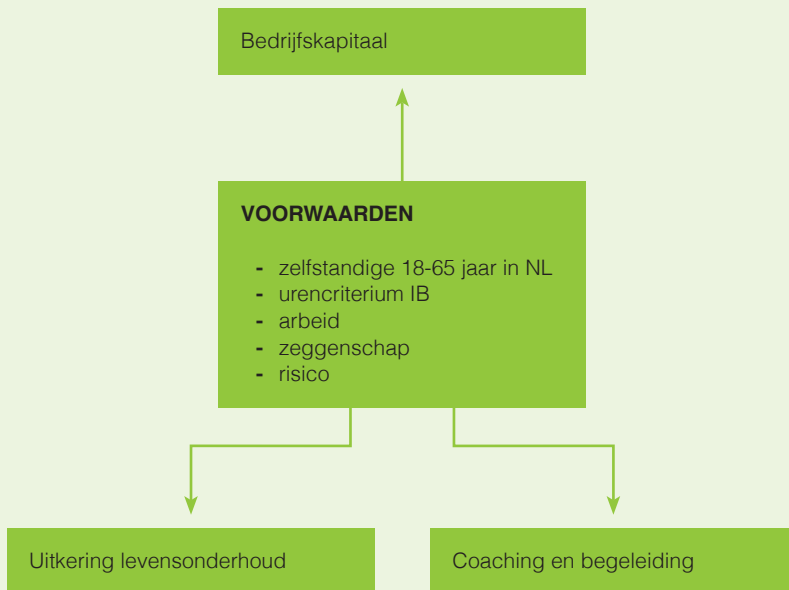 Bedrijfskapitaal
VOORWAARDEN
- zelfstandige 18-65 jaar in NL
- urencriterium IB
- arbeid
- zeggenschap
- risico
Uitkering levensonderhoud
Coaching en begeleiding